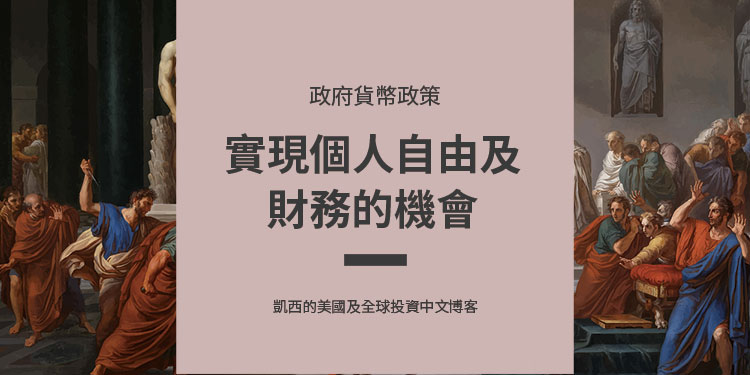 政府貨幣政策
實現個人自由及
財務的機會
凱西的美國及全球投資中文博客